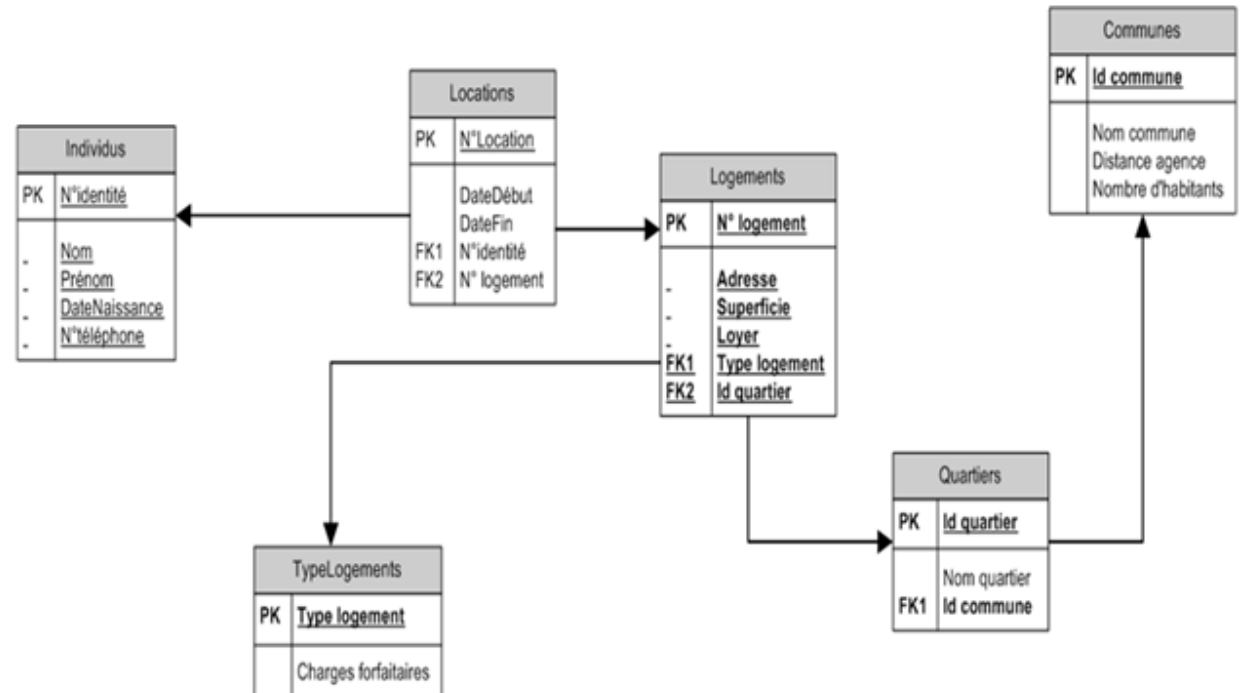 Communes
PK Id commune
Nom commune
Distance agence
Nombre d'habitants
Locations
PK N°Location
DateDébut
DateFin
FK1 N°identité
FK2 N° logement
Individus
PK N°identité
- Nom
- Prénom
- DateNaissance
- N°téléphone
Logements
PK N° logement
- Adresse
- Superficie
- Loyer
FK1 Type logement
FK2 Id quartier
Quartiers
PK Id quartier
Nom quartier
FK1 Id commune
TypeLogements
PK Type logement
Charges forfaitaires